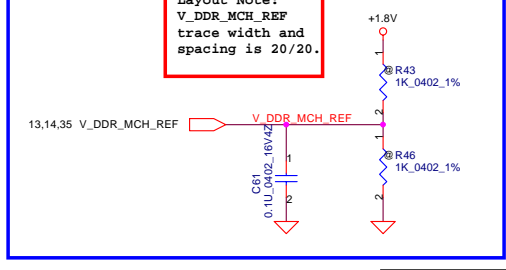 Layout Note:
V_DDR_MCH_REF
trace width and
spacing is 20/20.
+1.8V
1
@ R43
1K_0402_1%
2
13,14,35 V_DDR_MCH_REF
V_DDR_MCH_REF
1
@ R46
1K_0402_1%
2
1
C61
0.1U_0402_16V4Z
2